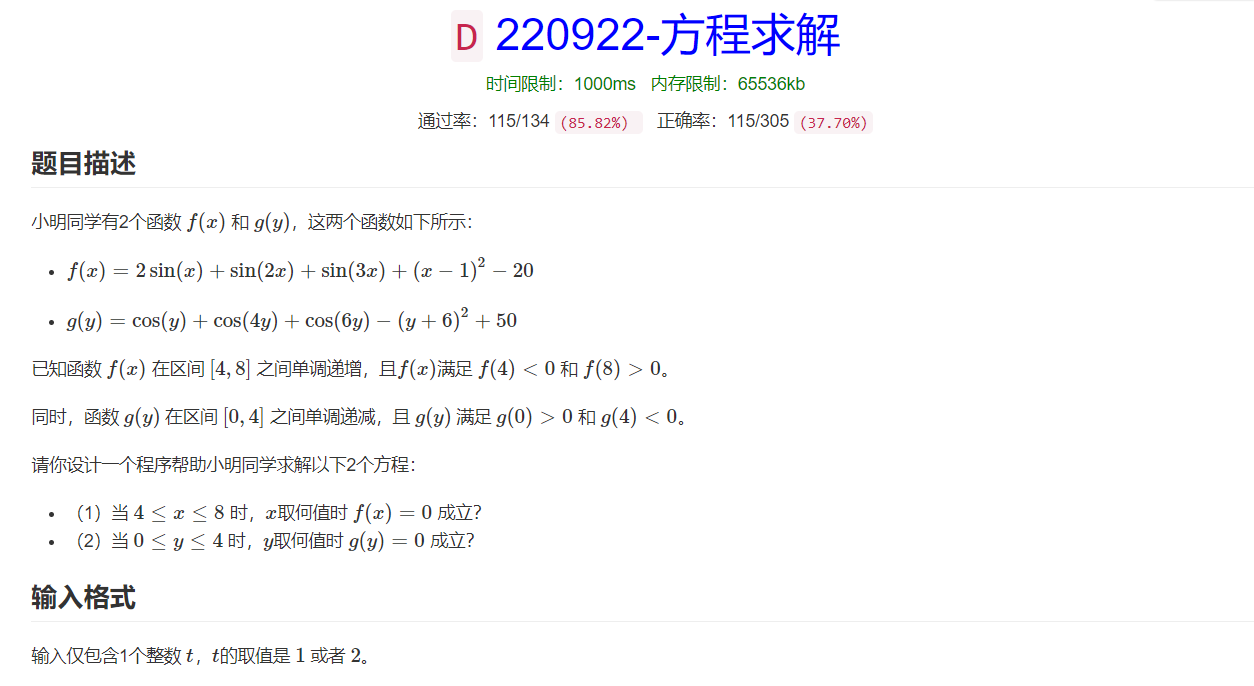 D 220922-方程求解
时间限制：1000ms 内存限制：65536kb
通过率：115/134 (85.82%) 正确率：115/305 (37.70%)
题目描述
小明同学有2个函数 f(x) 和 g(y)，这两个函数如下所示：
• f(x) = 2 sin(x) + sin(2x) + sin(3x) + (x − 1)² − 20
• g(y) = cos(y) + cos(4y) + cos(6y) − (y + 6)² + 50
已知函数 f(x) 在区间 [4, 8] 之间单调递增，且f(x)满足 f(4) < 0 和 f(8) > 0。
同时，函数 g(y) 在区间 [0, 4] 之间单调递减，且 g(y) 满足 g(0) > 0 和 g(4) < 0。
请你设计一个程序帮助小明同学求解以下2个方程：
• （1）当 4 ≤ x ≤ 8 时，x取何值时 f(x) = 0 成立？
• （2）当 0 ≤ y ≤ 4 时，y取何值时 g(y) = 0 成立？
输入格式
输入仅包含1个整数 t，t的取值是 1 或者 2。